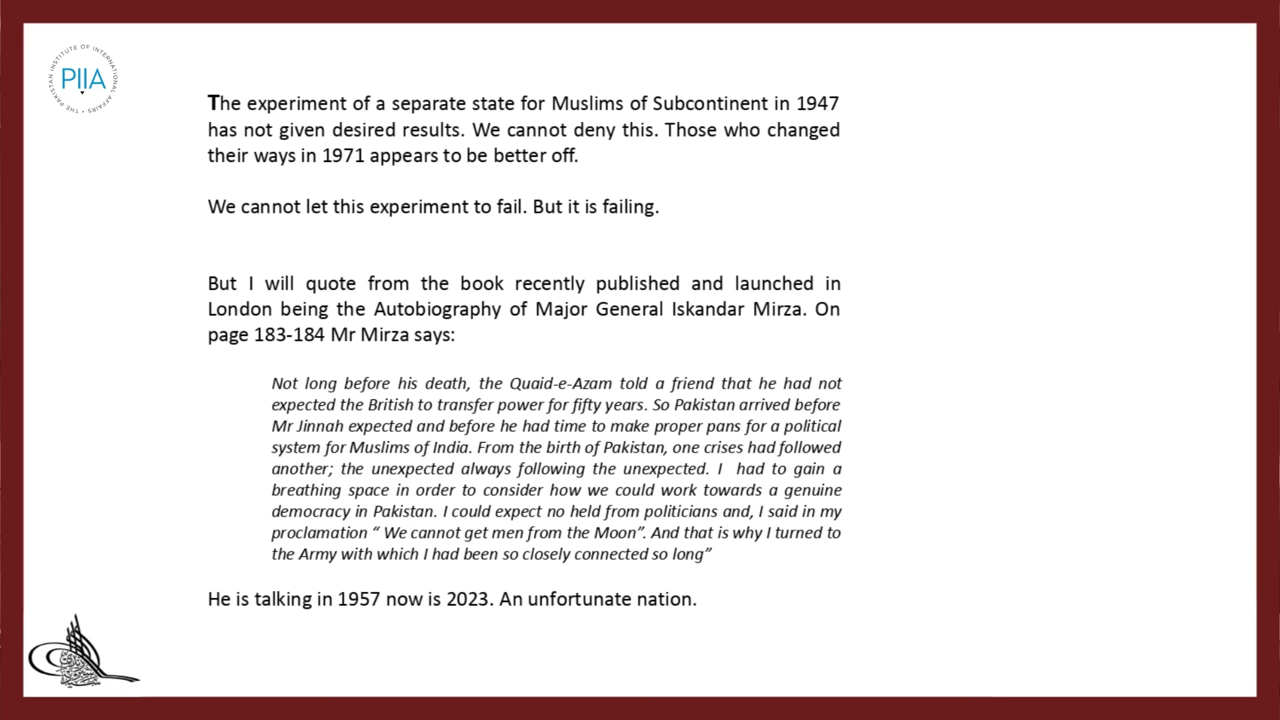 THE PAKISTAN INSTITUTE OF INTERNATIONAL AFFAIRS
PIIA
The experiment of a separate state for Muslims of Subcontinent in 1947
has not given desired results. We cannot deny this. Those who changed
their ways in 1971 appears to be better off.
We cannot let this experiment to fail. But it is failing.
But I will quote from the book recently published and launched in
London being the Autobiography of Major General Iskandar Mirza. On
page 183-184 Mr Mirza says:
Not long before his death, the Quaid-e-Azam told a friend that he had not
expected the British to transfer power for fifty years. So Pakistan arrived before
Mr Jinnah expected and before he had time to make proper pans for a political
system for Muslims of India. From the birth of Pakistan, one crises had followed
another; the unexpected always following the unexpected. I had to gain a
breathing space in order to consider how we could work towards a genuine
democracy in Pakistan. I could expect no held from politicians and, I said in my
proclamation “ We cannot get men from the Moon”. And that is why I turned to
the Army with which I had been so closely connected so long”
He is talking in 1957 now is 2023. An unfortunate nation.